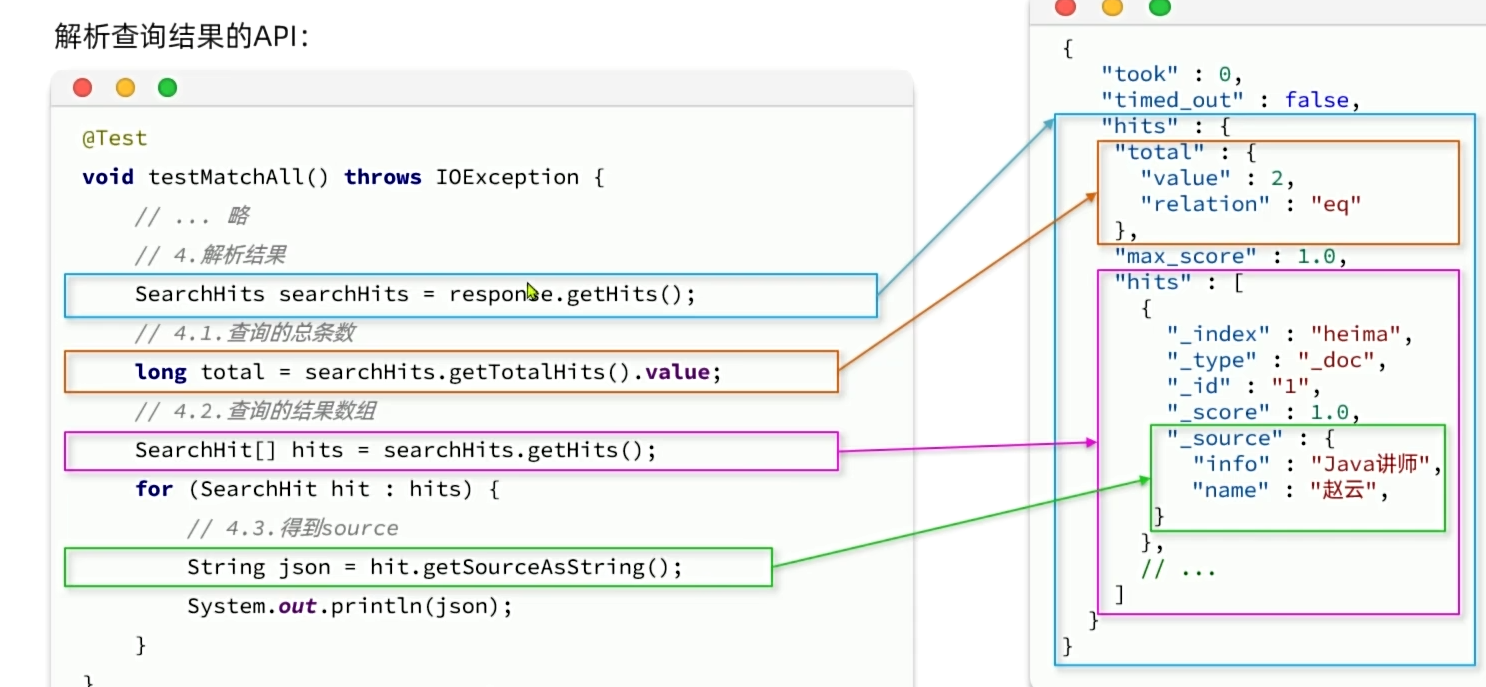 解析查询结果的API：
@Test
void testMatchAll() throws IOException {
// ... 略
// 4.解析结果
SearchHits searchHits = response.getHits();
// 4.1.查询的总条数
long total = searchHits.getTotalHits().value;
// 4.2.查询的结果数组
SearchHit[] hits = searchHits.getHits();
for (SearchHit hit : hits) {
// 4.3.得到source
String json = hit.getSourceAsString();
System.out.println(json);
}
}
{
"took" : 0,
"timed_out" : false,
"hits" : {
"total" : {
"value" : 2,
"relation" : "eq"
},
"max_score" : 1.0,
"hits" : [
{
"_index" : "heima",
"_type" : "_doc",
"_id" : "1",
"_score" : 1.0,
"_source" : {
"info" : "Java讲师",
"name" : "赵云",
}
},
// ...
]
}
}